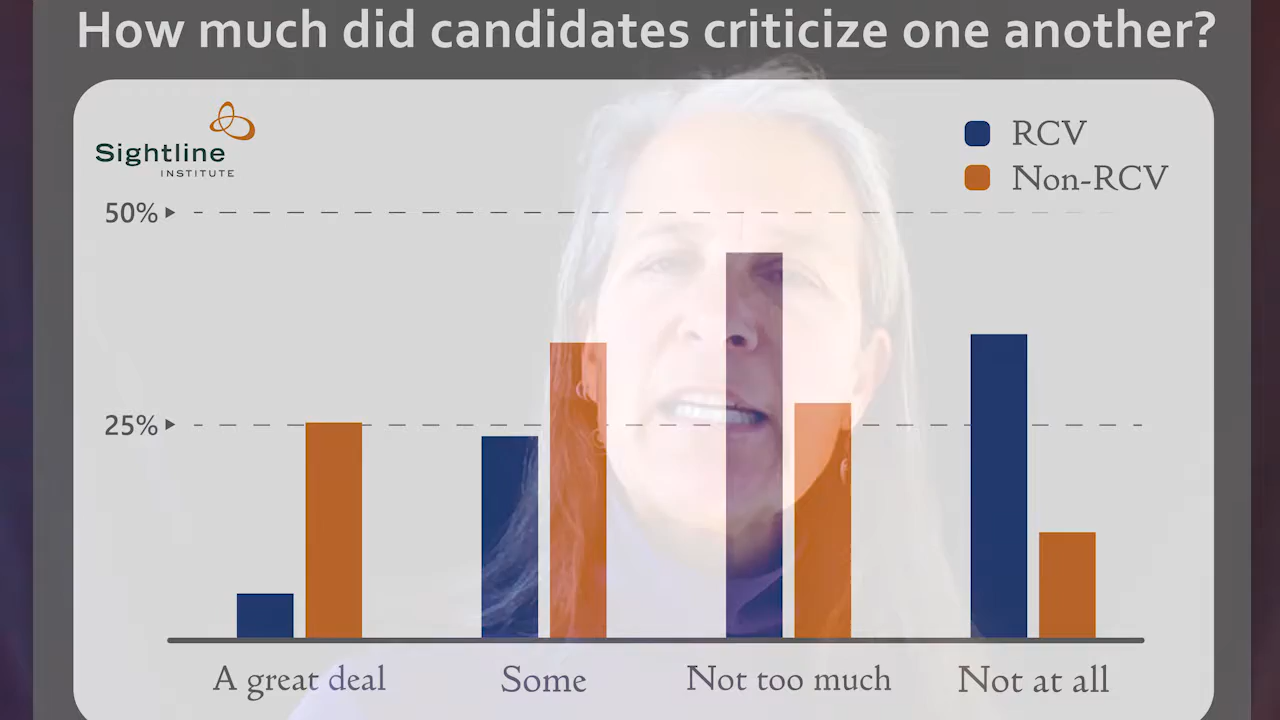 How much did candidates criticize one another?
Sightline
INSTITUTE
RCV
Non-RCV
50%
25%
A great deal
Some
Not too much
Not at all